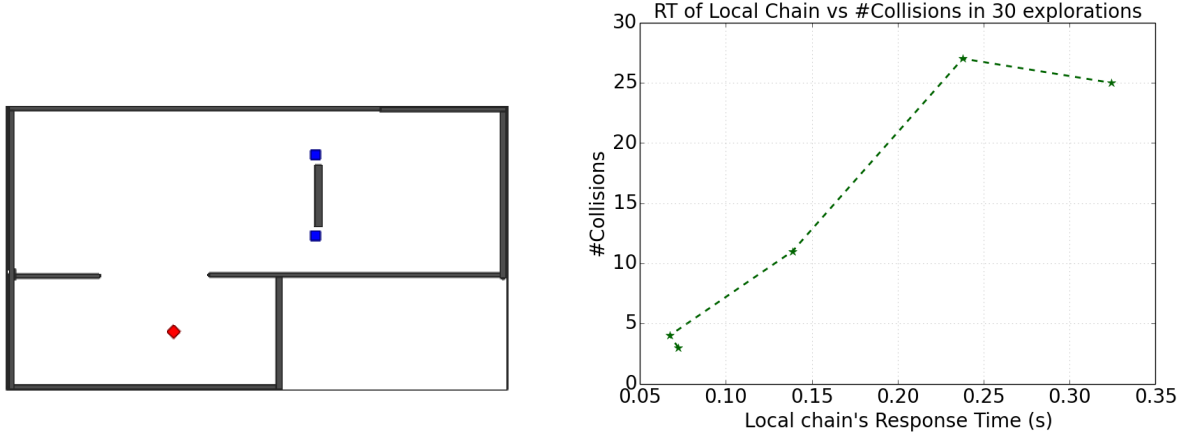 RT of Local Chain vs #Collisions in 30 explorations
30
25
20
15
10
5
0
#Collisions
0.05 0.10 0.15 0.20 0.25 0.30 0.35
Local chain's Response Time (s)